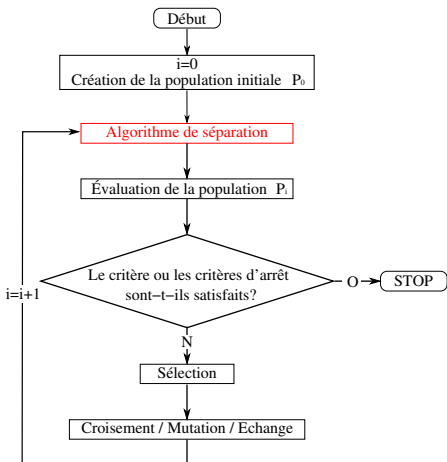 Début
i=0
Création de la population initiale P₀
Algorithme de séparation
Évaluation de la population Pᵢ
Le critère ou les critères d'arrêt
sont-t-ils satisfaits?
O
STOP
i=i+1
N
Sélection
Croisement / Mutation / Echange